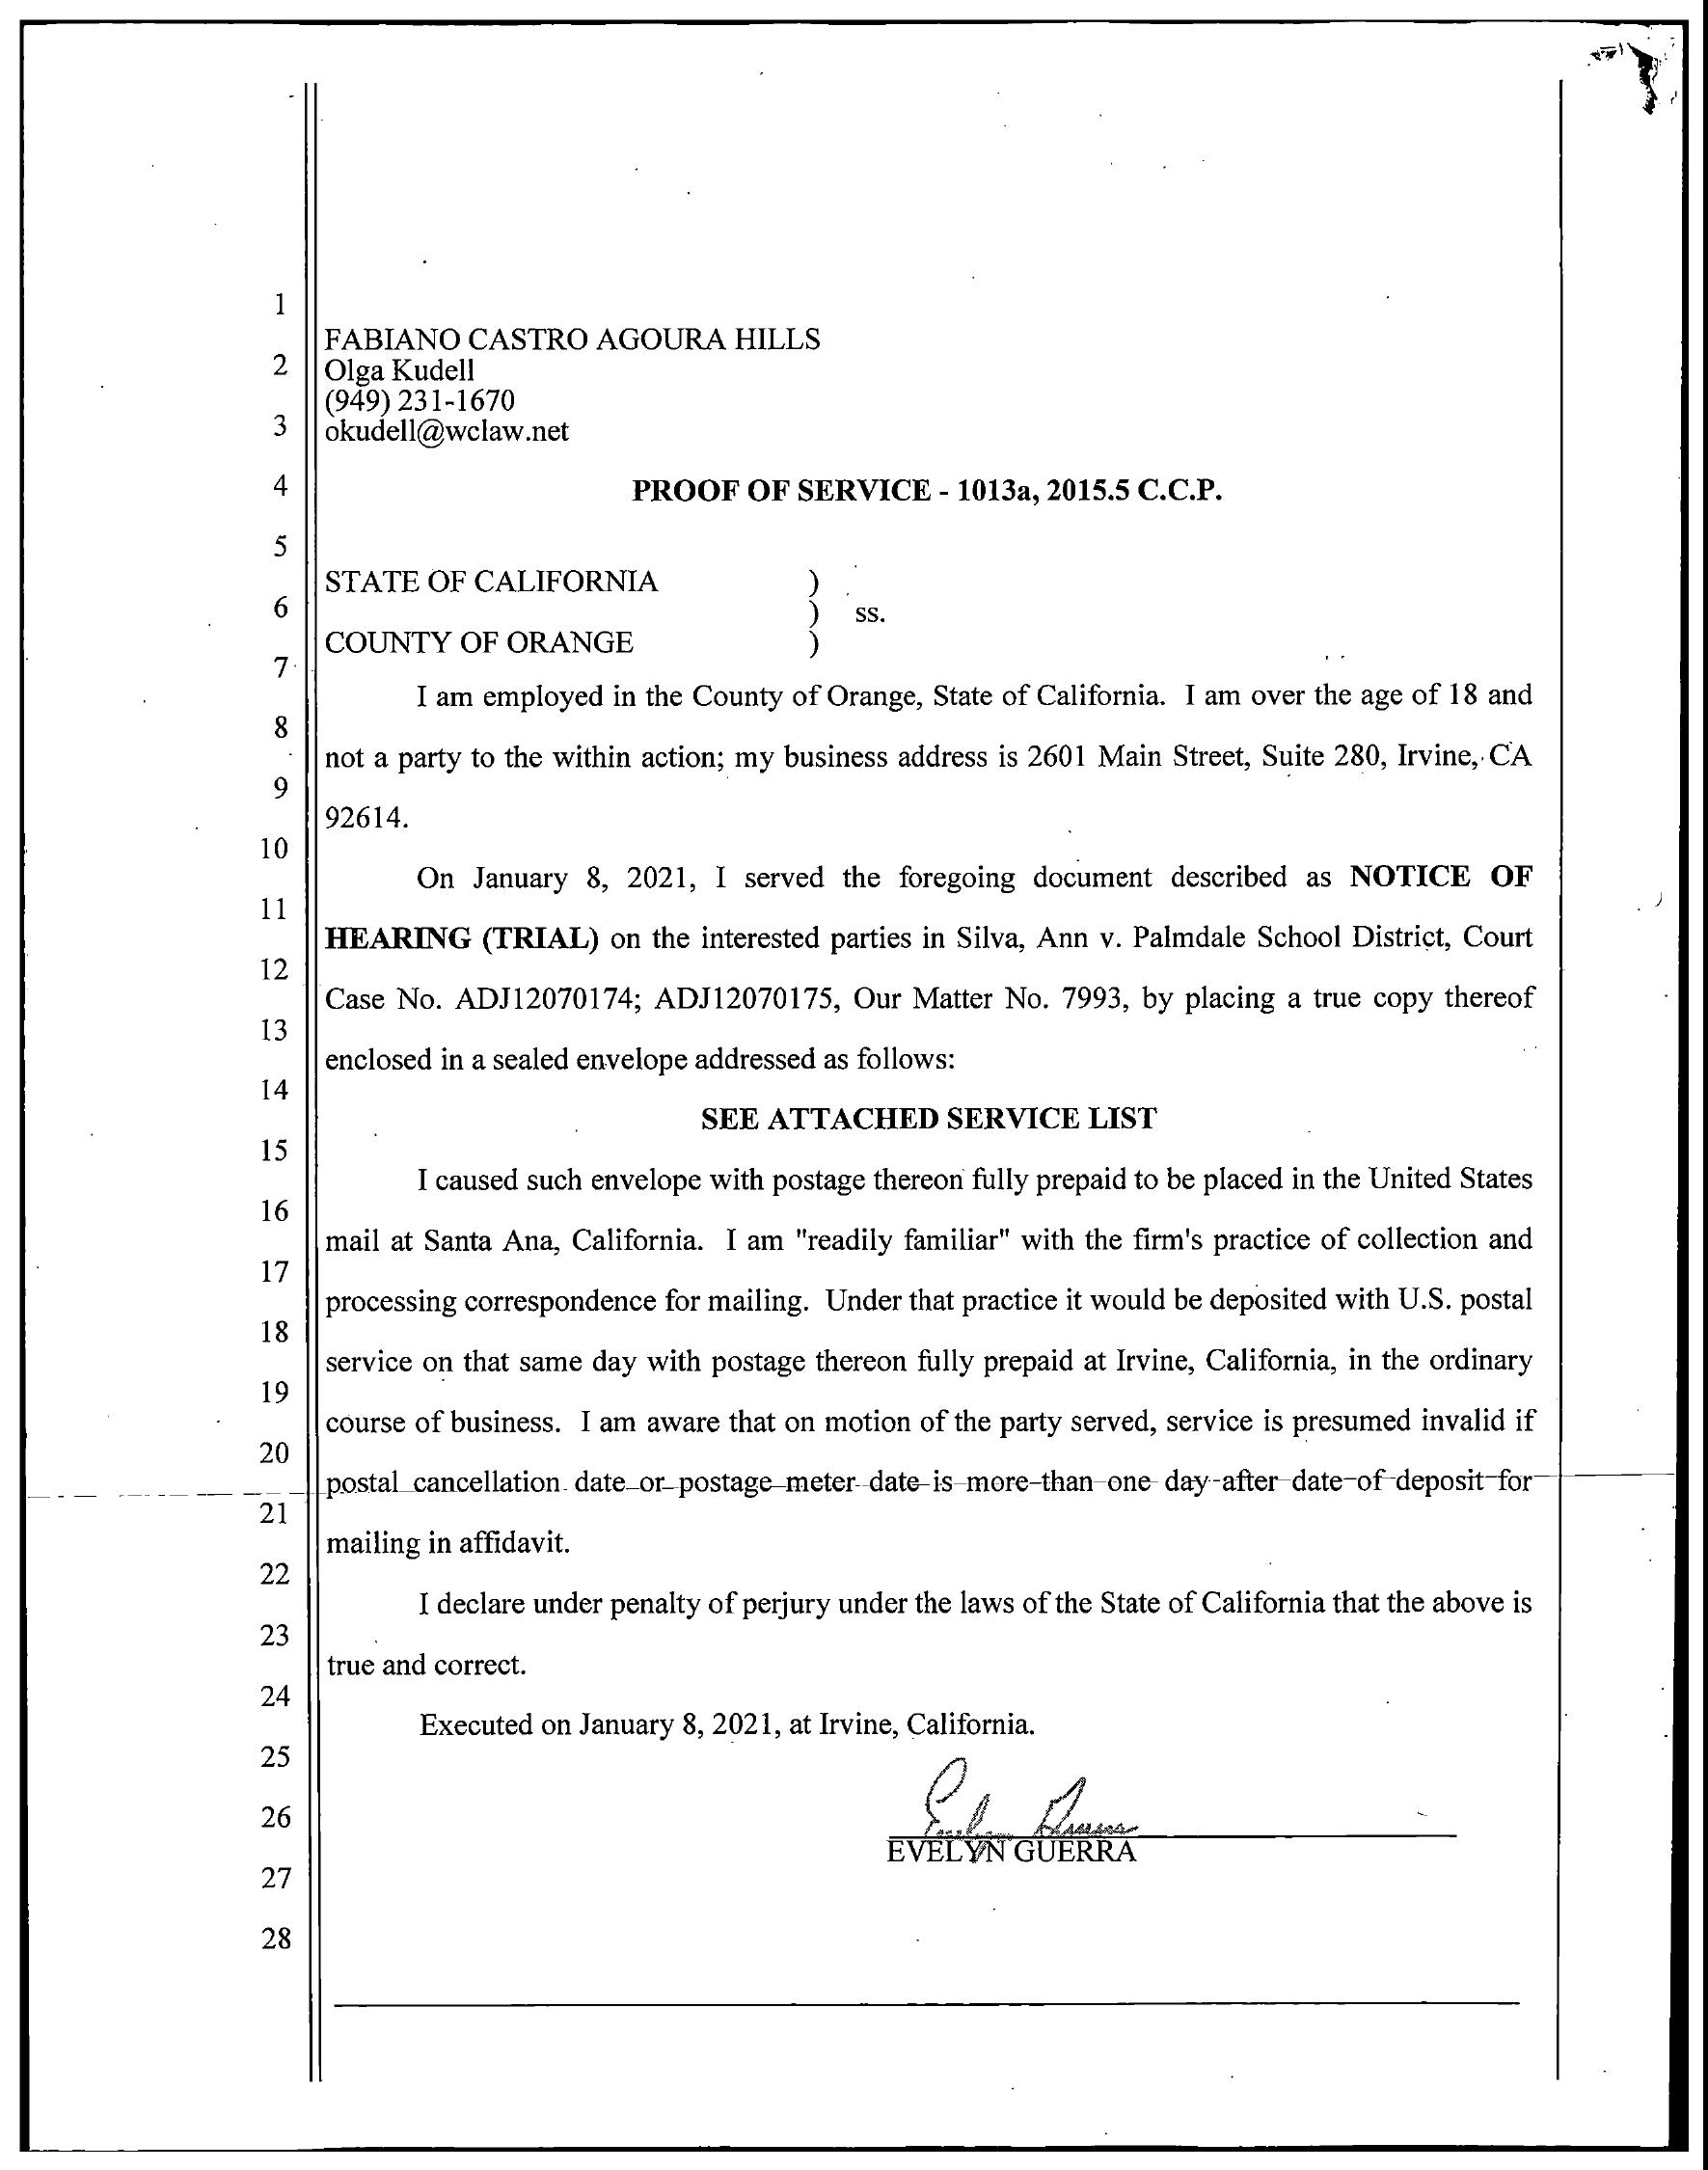 1
FABIANO CASTRO AGOURA HILLS
2
Olga Kudell
(949) 231-1670
3
okudell@wclaw.net
4
PROOF OF SERVICE - 1013a, 2015.5 C.C.P.
5
STATE OF CALIFORNIA )
6
) ss.
COUNTY OF ORANGE )
7
I am employed in the County of Orange, State of California. I am over the age of 18 and
8
not a party to the within action; my business address is 2601 Main Street, Suite 280, Irvine, CA
9
92614.
10
On January 8, 2021, I served the foregoing document described as NOTICE OF
11
HEARING (TRIAL) on the interested parties in Silva, Ann v. Palmdale School District, Court
12
Case No. ADJ12070174; ADJ12070175, Our Matter No. 7993, by placing a true copy thereof
13
enclosed in a sealed envelope addressed as follows:
14
SEE ATTACHED SERVICE LIST
15
I caused such envelope with postage thereon fully prepaid to be placed in the United States
16
mail at Santa Ana, California. I am "readily familiar" with the firm's practice of collection and
17
processing correspondence for mailing. Under that practice it would be deposited with U.S. postal
18
service on that same day with postage thereon fully prepaid at Irvine, California, in the ordinary
19
course of business. I am aware that on motion of the party served, service is presumed invalid if
20
postal cancellation date or postage meter date is more than one day after date of deposit for
21
mailing in affidavit.
22
I declare under penalty of perjury under the laws of the State of California that the above is
23
true and correct.
24
Executed on January 8, 2021, at Irvine, California.
25
26
EVELYN GUERRA
27
28